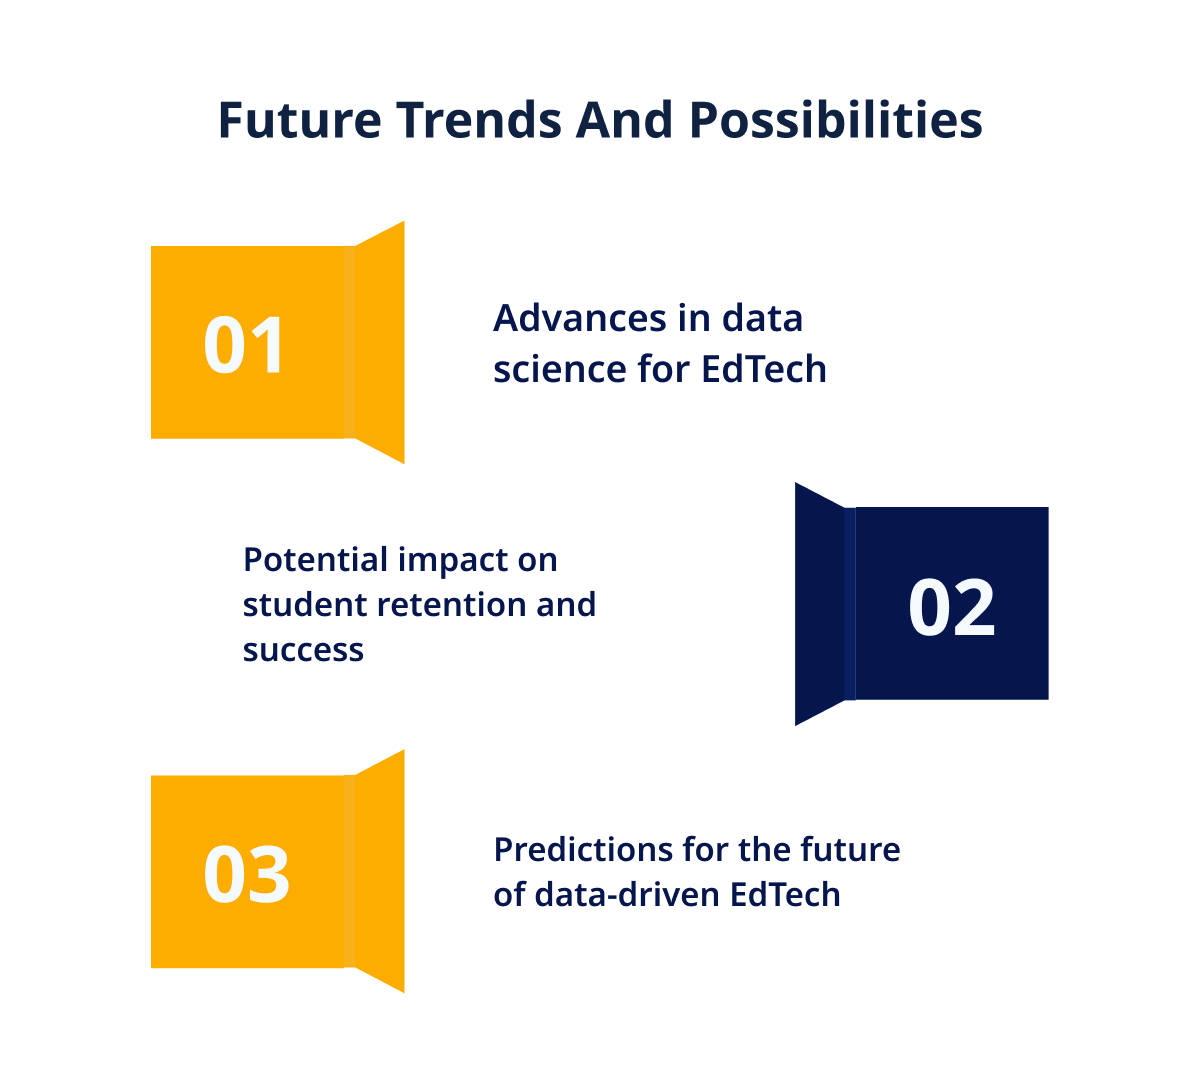 Future Trends And Possibilities
01
Advances in data
science for EdTech
Potential impact on
student retention and
success
02
03
Predictions for the future
of data-driven EdTech